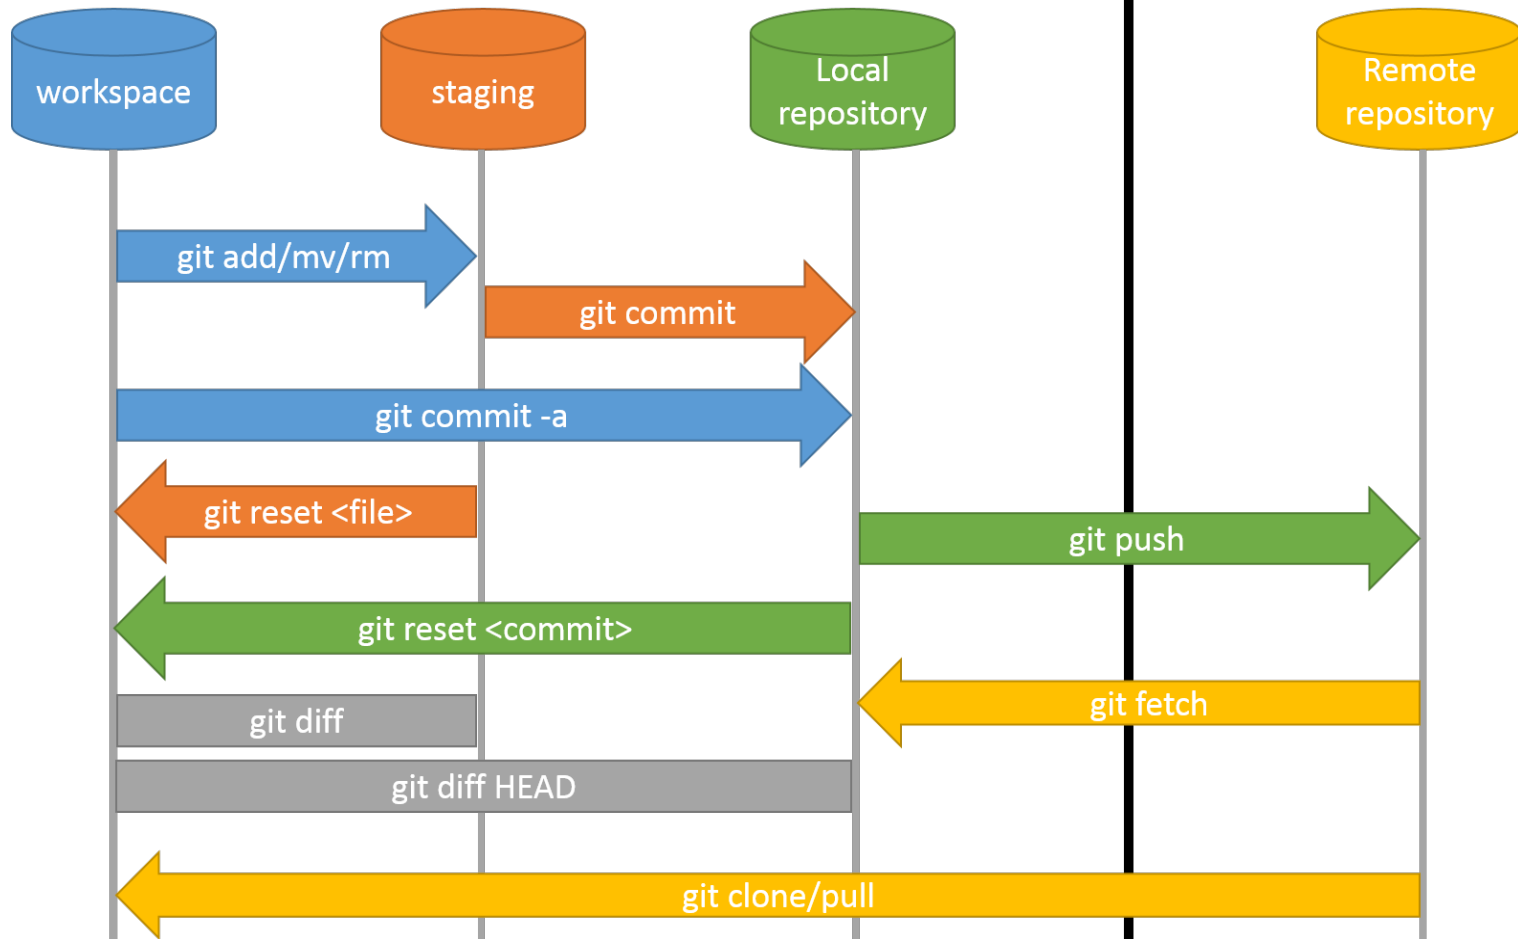 workspace
staging
Local
repository
Remote
repository
git add/mv/rm
git commit
git commit -a
git reset <file>
git push
git reset <commit>
git fetch
git diff
git diff HEAD
git clone/pull